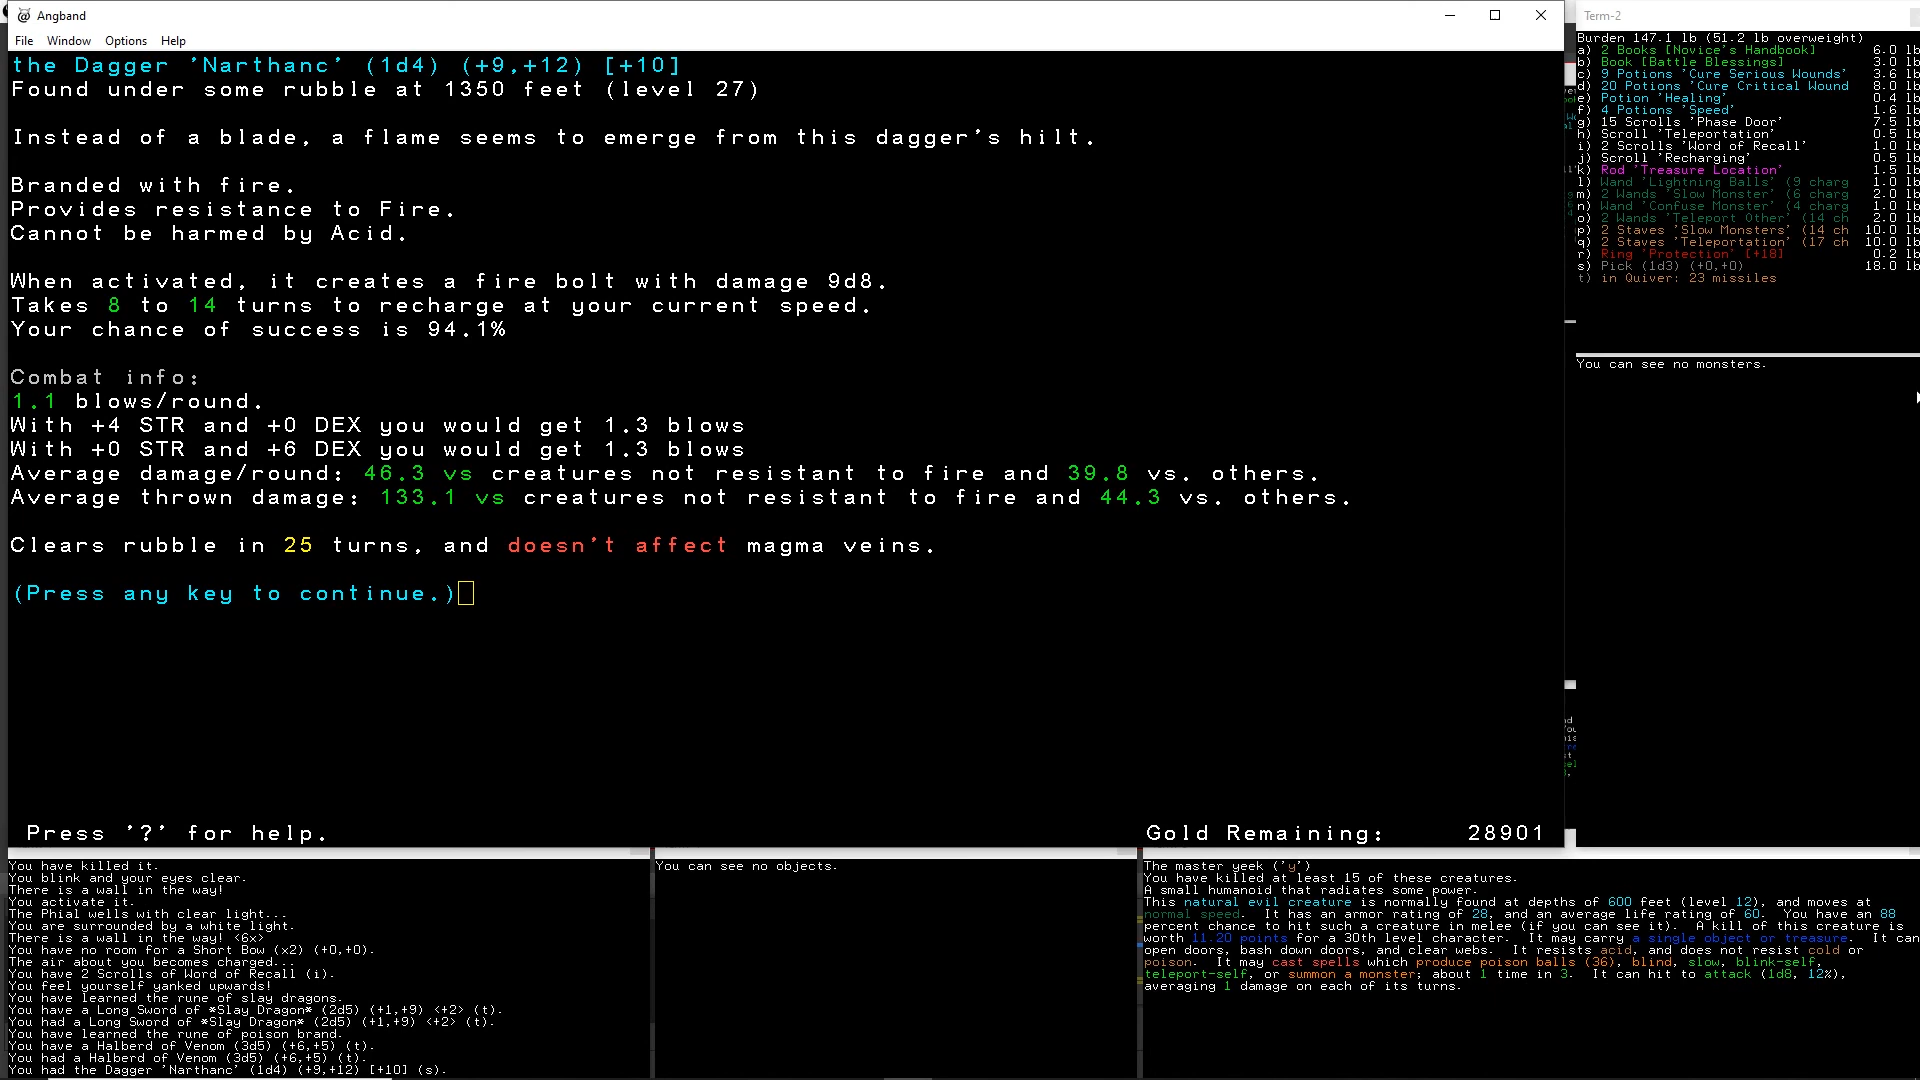 Angband
File Window Options Help
the Dagger 'Narthanc' (1d4) (+9,+12) [+10]
Found under some rubble at 1350 feet (level 27)
Instead of a blade, a flame seems to emerge from this dagger's hilt.
Branded with fire.
Provides resistance to Fire.
Cannot be harmed by Acid.
When activated, it creates a fire bolt with damage 9d8.
Takes 8 to 14 turns to recharge at your current speed.
Your chance of success is 94.1%
Combat info:
1.1 blows/round.
With +4 STR and +0 DEX you would get 1.3 blows
With +0 STR and +6 DEX you would get 1.3 blows
Average damage/round: 46.3 vs creatures not resistant to fire and 39.8 vs. others.
Average thrown damage: 133.1 vs creatures not resistant to fire and 44.3 vs. others.
Clears rubble in 25 turns, and doesn't affect magma veins.
(Press any key to continue.)
Press '?' for help.
Gold Remaining: 28901
Term-2
Burden 147.1 lb (51.2 lb overweight)
a) 2 Books [Novice's Handbook] 6.0 lb
b) Book [Battle Blessings] 3.0 lb
c) 9 Potions 'Cure Serious Wounds' 3.6 lb
d) 20 Potions 'Cure Critical Wound 8.0 lb
e) Potion 'Healing' 0.4 lb
f) 4 Potions 'Speed' 1.6 lb
g) 15 Scrolls 'Phase Door' 7.5 lb
h) Scroll 'Teleportation' 0.5 lb
i) 2 Scrolls 'Word of Recall' 1.0 lb
j) Scroll 'Recharging' 0.5 lb
k) Rod 'Treasure Location' 1.5 lb
l) Wand 'Lightning Balls' (9 charg 1.0 lb
m) 2 Wands 'Slow Monster' (6 charg 2.0 lb
n) Wand 'Confuse Monster' (4 charg 1.0 lb
o) 2 Wands 'Teleport Other' (14 ch 2.0 lb
p) 2 Staves 'Slow Monsters' (14 ch 10.0 lb
q) 2 Staves 'Teleportation' (17 ch 10.0 lb
r) Ring 'Protection' [+18] 0.2 lb
s) Pick (1d3) (+0,+0) 18.0 lb
t) in Quiver: 23 missiles
You can see no monsters.
You have killed it.
You blink and your eyes clear.
There is a wall in the way!
You activate it.
The Phial wells with clear light...
You are surrounded by a white light.
There is a wall in the way! <6x>
You have no room for a Short Bow (x2) (+0,+0).
The air about you becomes charged...
You have 2 Scrolls of Word of Recall (i).
You feel yourself yanked upwards!
You have learned the rune of slay dragons.
You have a Long Sword of *Slay Dragon* (2d5) (+1,+9) <+2> (t).
You had a Long Sword of *Slay Dragon* (2d5) (+1,+9) <+2> (t).
You have learned the rune of poison brand.
You have a Halberd of Venom (3d5) (+6,+5) (t).
You had a Halberd of Venom (3d5) (+6,+5) (t).
You had the Dagger 'Narthanc' (1d4) (+9,+12) [+10] (s).
You can see no objects.
The master yeek ('y')
You have killed at least 15 of these creatures.
A small humanoid that radiates some power.
This natural evil creature is normally found at depths of 600 feet (level 12), and moves at
normal speed. It has an armor rating of 28, and an average life rating of 60. You have an 88
percent chance to hit such a creature in melee (if you can see it). A kill of this creature is
worth 11.20 points for a 30th level character. It may carry a single object or treasure. It can
open doors, bash down doors, and clear webs. It resists acid, and does not resist cold or
poison. It may cast spells which produce poison balls (36), blind, slow, blink-self,
teleport-self, or summon a monster; about 1 time in 3. It can hit to attack (1d8, 12%),
averaging 1 damage on each of its turns.